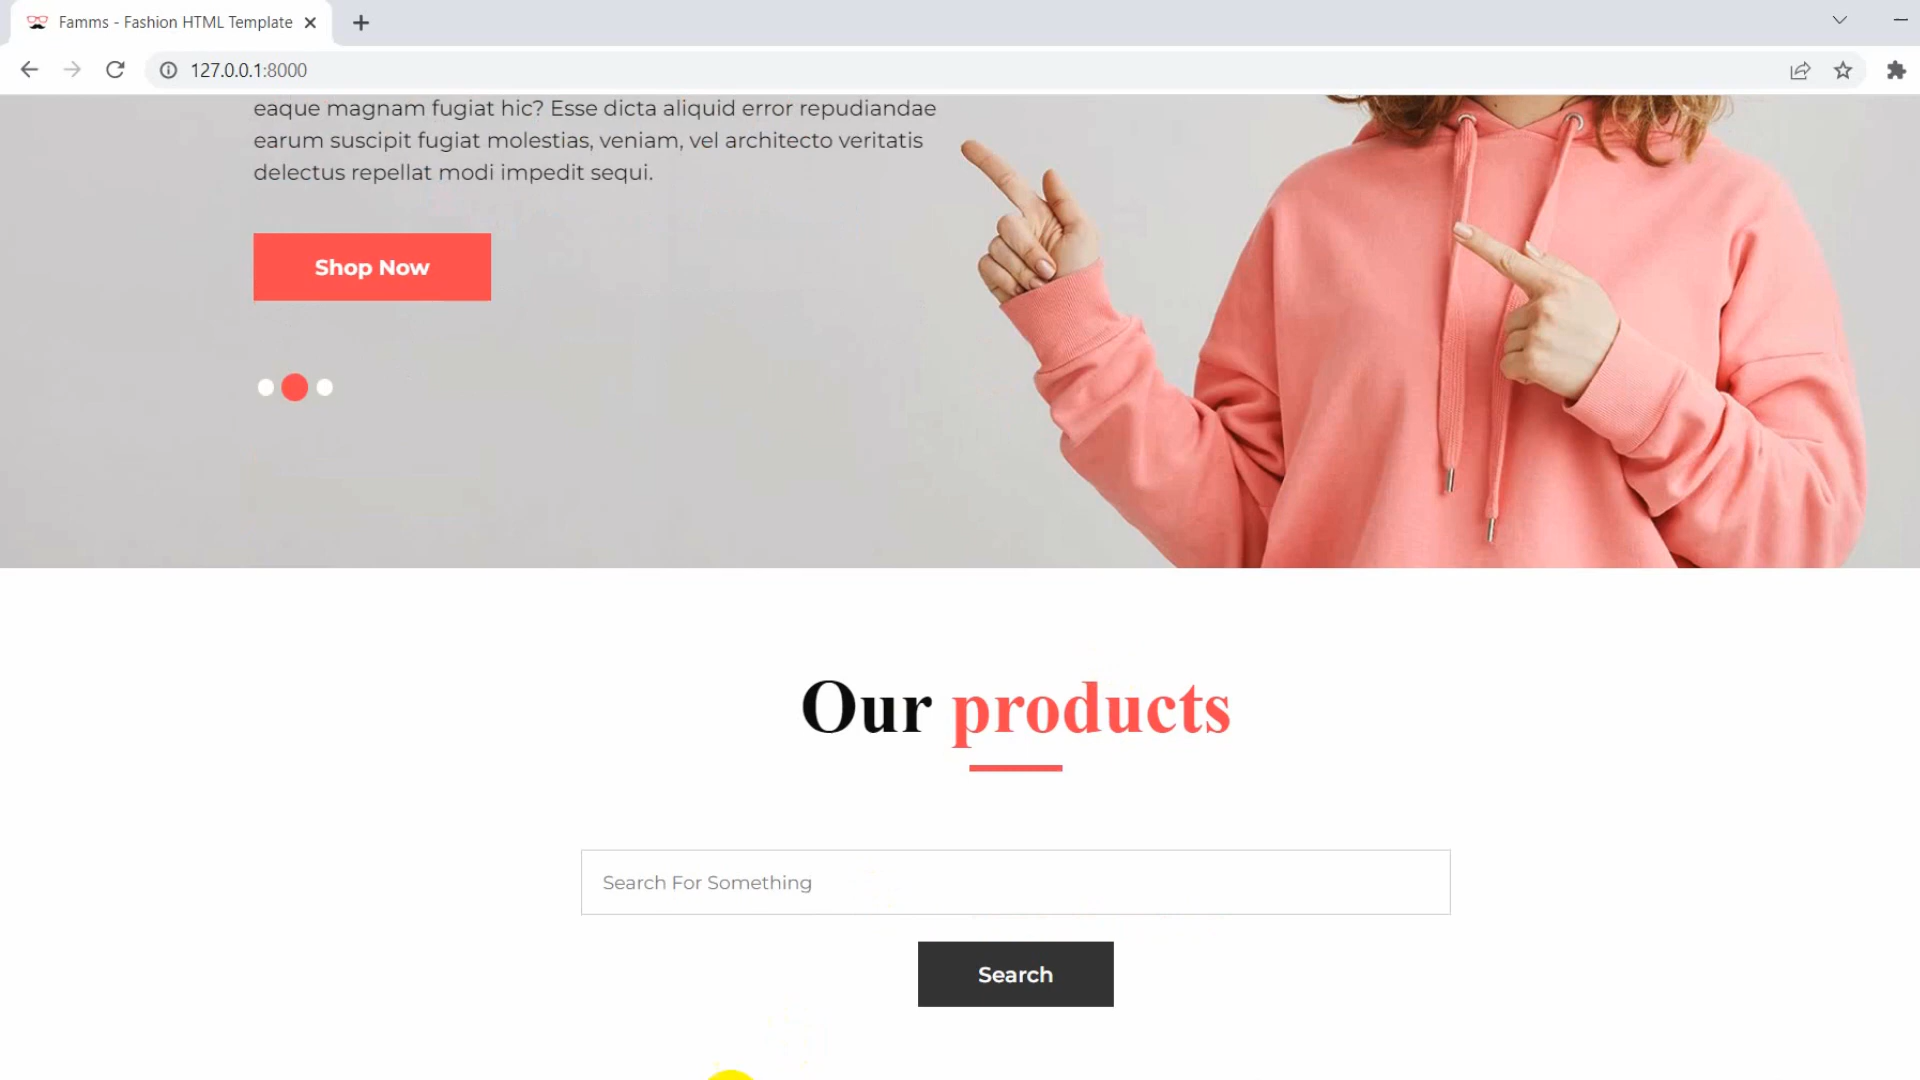 Famms - Fashion HTML Template
127.0.0.1:8000
eaque magnam fugiat hic? Esse dicta aliquid error repudiandae
earum suscipit fugiat molestias, veniam, vel architecto veritatis
delectus repellat modi impedit sequi.
Shop Now
Our products
Search For Something
Search